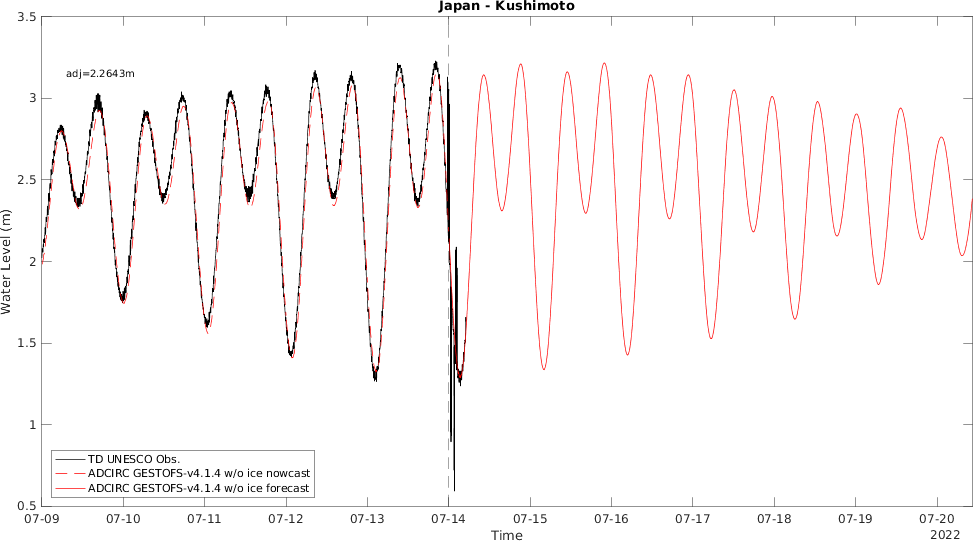 Japan - Kushimoto
adj=2.2643m
3.5
3
2.5
2
1.5
1
0.5
Water Level (m)
TD UNESCO Obs.
ADCIRC GESTOFS-v4.1.4 w/o ice nowcast
ADCIRC GESTOFS-v4.1.4 w/o ice forecast
07-09 07-10 07-11 07-12 07-13 07-14 07-15 07-16 07-17 07-18 07-19 07-20
2022
Time